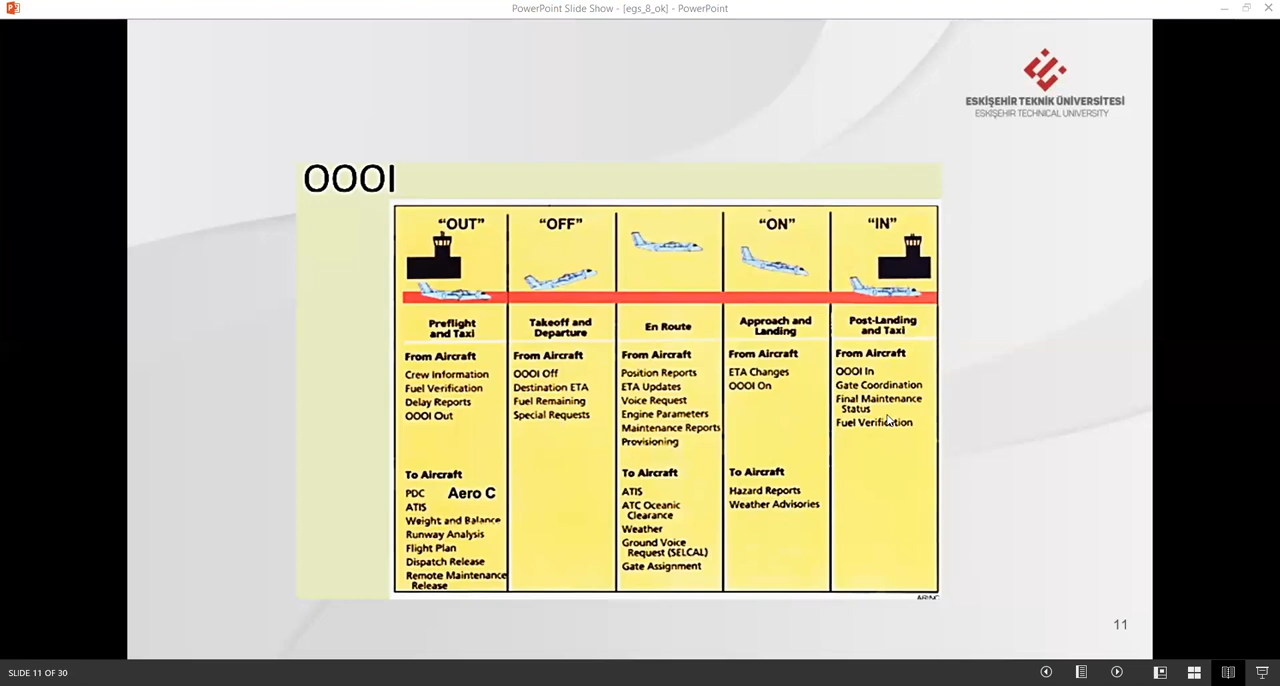 PowerPoint Slide Show - [egs_8_ok] - PowerPoint
ESKİŞEHİR TEKNİK ÜNİVERSİTESİ
ESKİŞEHİR TECHNICAL UNIVERSITY
OOOI
"OUT"
Preflight
and Taxi
From Aircraft
Crew Information
Fuel Verification
Delay Reports
OOOI Out
To Aircraft
PDC Aero C
ATIS
Weight and Balance
Runway Analysis
Flight Plan
Dispatch Release
Remote Maintenance
Release
"OFF"
Takeoff and
Departure
From Aircraft
OOOI Off
Destination ETA
Fuel Remaining
Special Requests
En Route
From Aircraft
Position Reports
ETA Updates
Voice Request
Engine Parameters
Maintenance Reports
Provisioning
To Aircraft
ATIS
ATC Oceanic
Clearance
Weather
Ground Voice
Request (SELCAL)
Gate Assignment
"ON"
Approach and
Landing
From Aircraft
ETA Changes
OOOI On
To Aircraft
Hazard Reports
Weather Advisories
"IN"
Post-Landing
and Taxi
From Aircraft
OOOI In
Gate Coordination
Final Maintenance
Status
Fuel Verification
11
SLIDE 11 OF 30